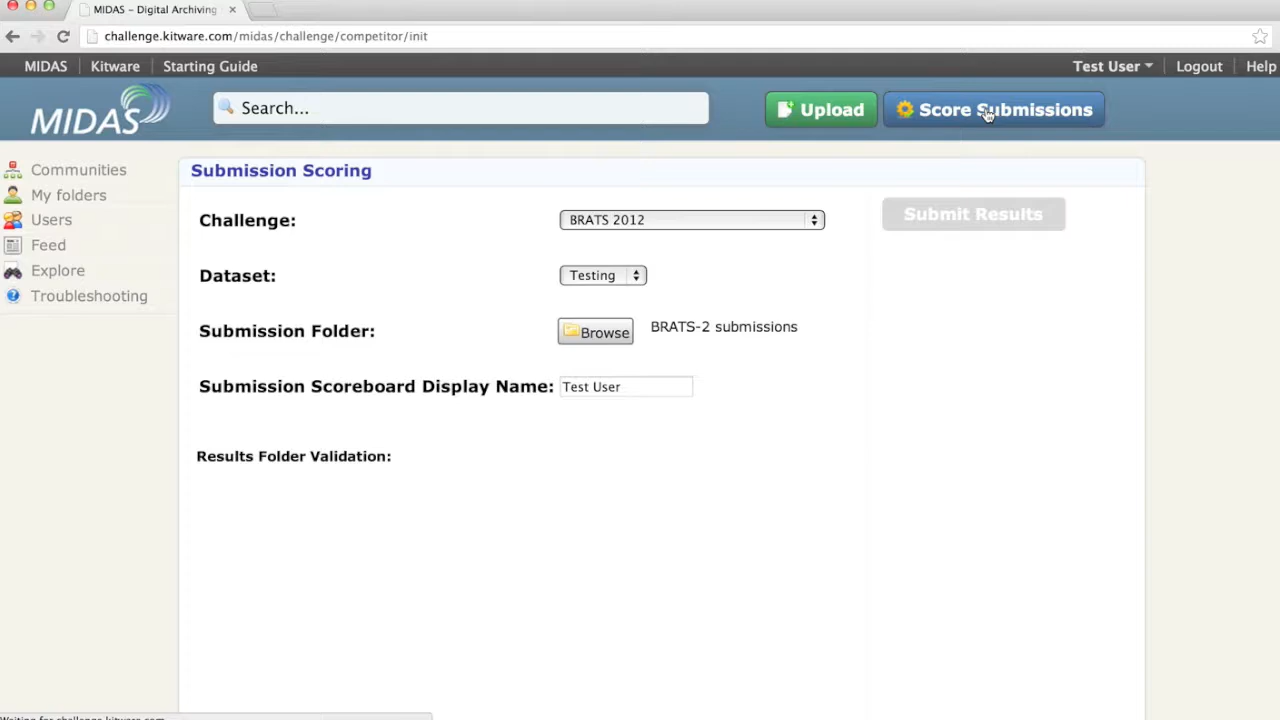 MIDAS – Digital Archiving
challenge.kitware.com/midas/challenge/competitor/init
MIDAS Kitware Starting Guide Test User Logout Help
MIDAS Search... Upload Score Submissions
Communities
My folders
Users
Feed
Explore
Troubleshooting
Submission Scoring
Challenge: BRATS 2012
Submit Results
Dataset: Testing
Submission Folder: Browse BRATS-2 submissions
Submission Scoreboard Display Name: Test User
Results Folder Validation:
Waiting for challenge.kitware.com